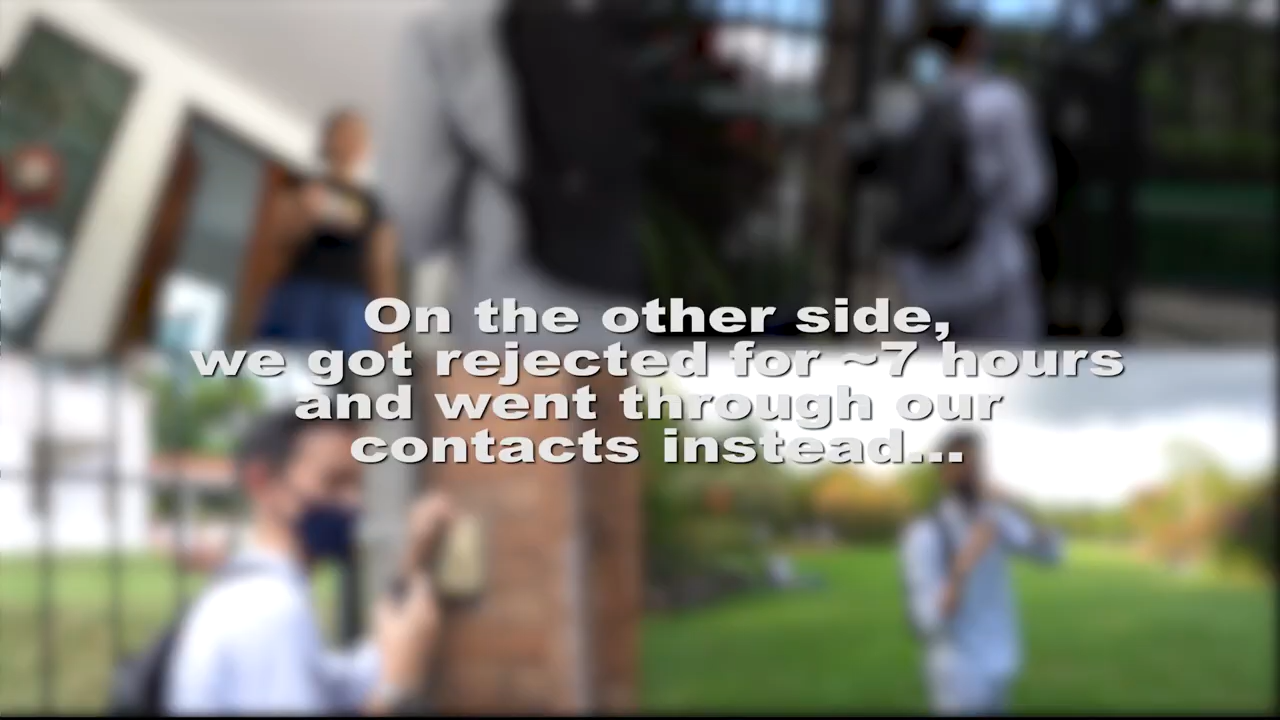 On the other side,
we got rejected for ~7 hours
and went through our
contacts instead...